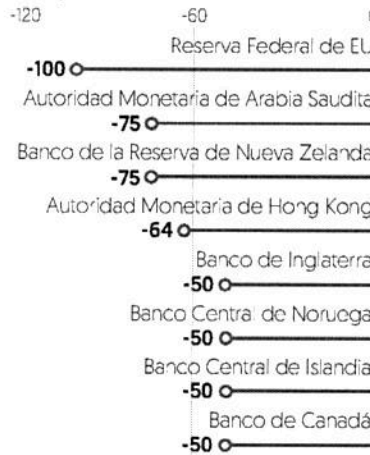 -120 -60 0
Reserva Federal de EU
-100
Autoridad Monetaria de Arabia Saudita
-75
Banco de la Reserva de Nueva Zelanda
-75
Autoridad Monetaria de Hong Kong
-64
Banco de Inglaterra
-50
Banco Central de Noruega
-50
Banco Central de Islandia
-50
Banco de Canadá
-50